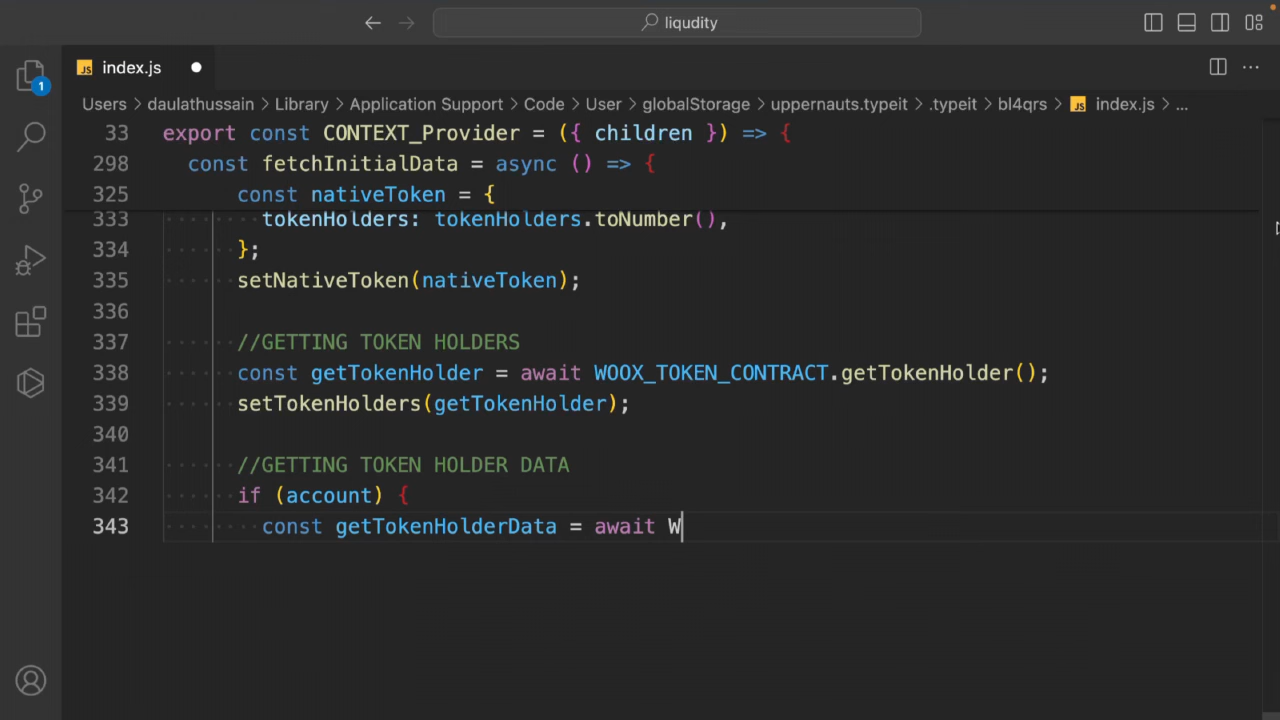 liqudity
JS index.js
1
Users > daulathussain > Library > Application Support > Code > User > globalStorage > uppernauts.typeit > .typeit > bl4qrs > JS index.js > ...
33 export const CONTEXT_Provider = ({ children }) => {
298 const fetchInitialData = async () => {
325 const nativeToken = {
333 tokenHolders: tokenHolders.toNumber(),
334 };
335 setNativeToken(nativeToken);
336
337 //GETTING TOKEN HOLDERS
338 const getTokenHolder = await WOOX_TOKEN_CONTRACT.getTokenHolder();
339 setTokenHolders(getTokenHolder);
340
341 //GETTING TOKEN HOLDER DATA
342 if (account) {
343 const getTokenHolderData = await W